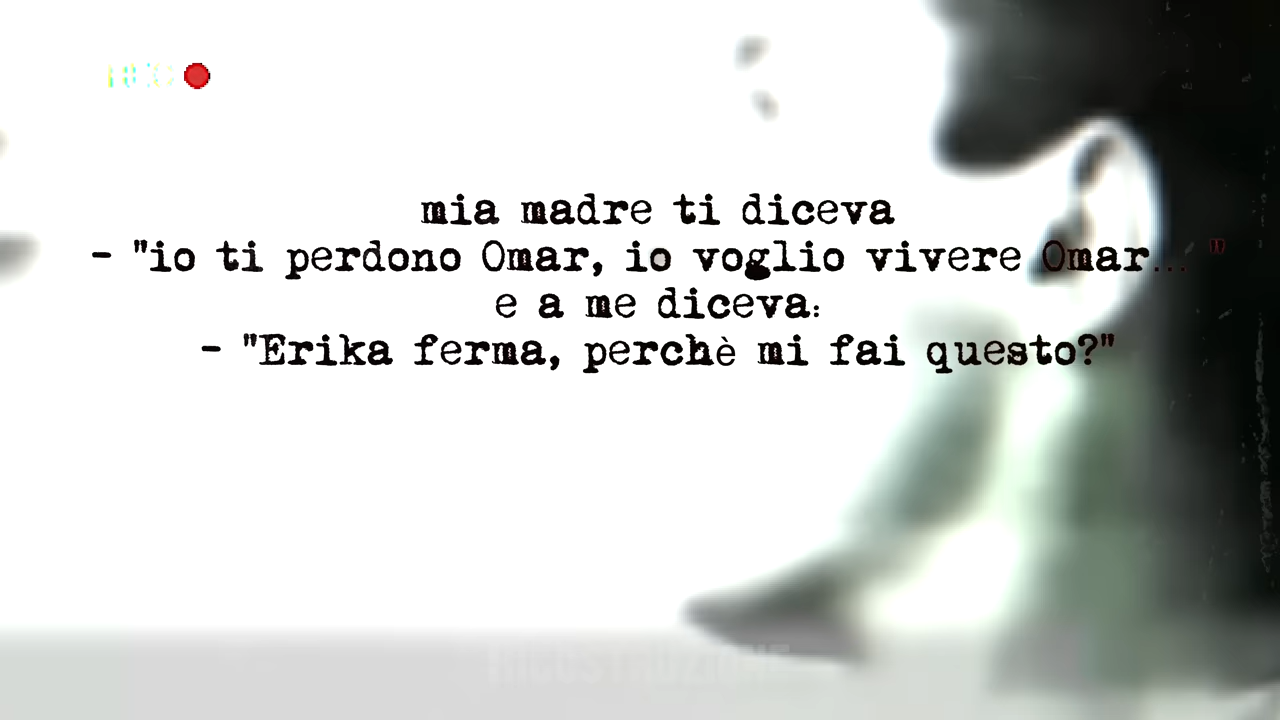 mia madre ti diceva
- "io ti perdono Omar, io voglio vivere Omar... "
e a me diceva:
- "Erika ferma, perchè mi fai questo?"
RICOSTRUZIONE